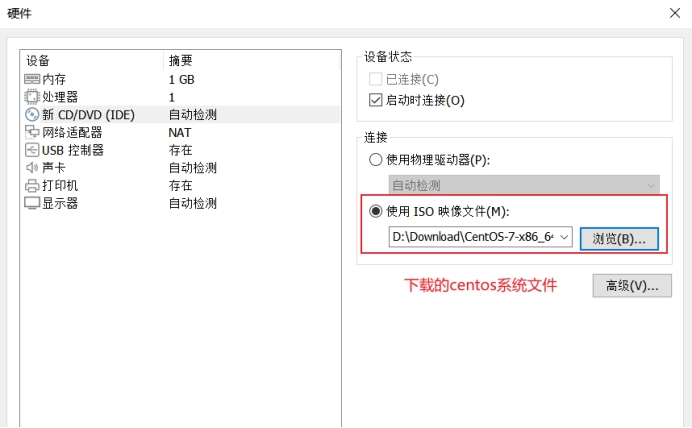 硬件
设备 摘要
内存 1 GB
处理器 1
新 CD/DVD (IDE) 自动检测
网络适配器 NAT
USB 控制器 存在
声卡 自动检测
打印机 存在
显示器 自动检测
设备状态
已连接(C)
启动时连接(O)
连接
使用物理驱动器(P):
自动检测
使用 ISO 映像文件(M):
D:\Download\CentOS-7-x86_64
浏览(B)...
下载的centos系统文件
高级(V)...